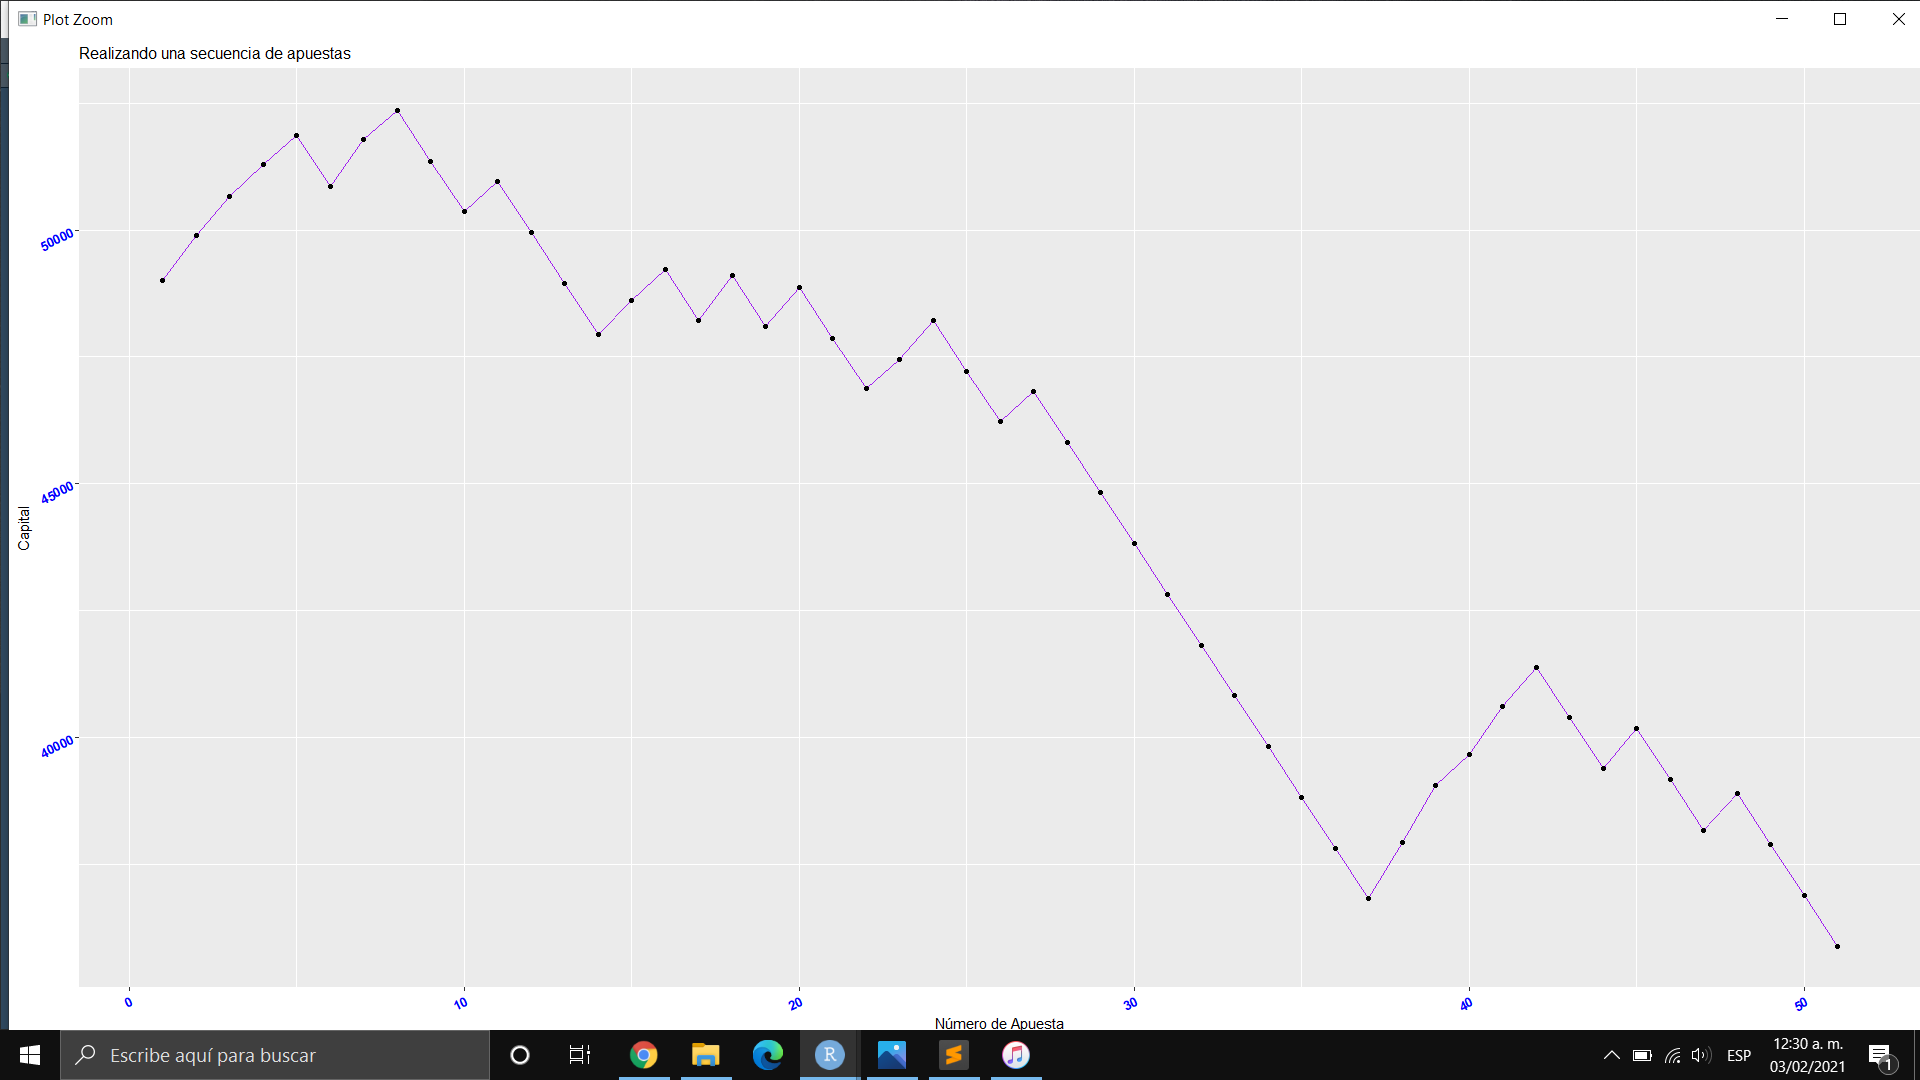 Plot Zoom
Realizando una secuencia de apuestas
50000
45000
40000
Capital
0 10 20 30 40 50
Número de Apuesta
Escribe aquí para buscar
R
ESP
12:30 a. m.
03/02/2021
1